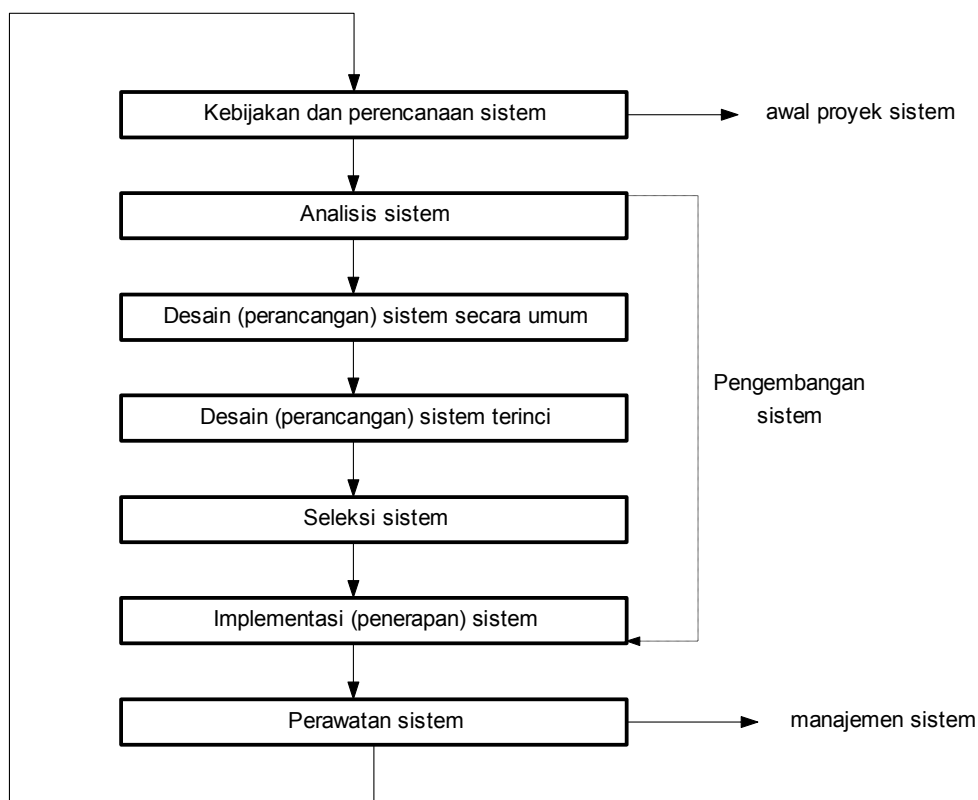 Kebijakan dan perencanaan sistem
awal proyek sistem
Analisis sistem
Desain (perancangan) sistem secara umum
Desain (perancangan) sistem terinci
Pengembangan
sistem
Seleksi sistem
Implementasi (penerapan) sistem
Perawatan sistem
manajemen sistem